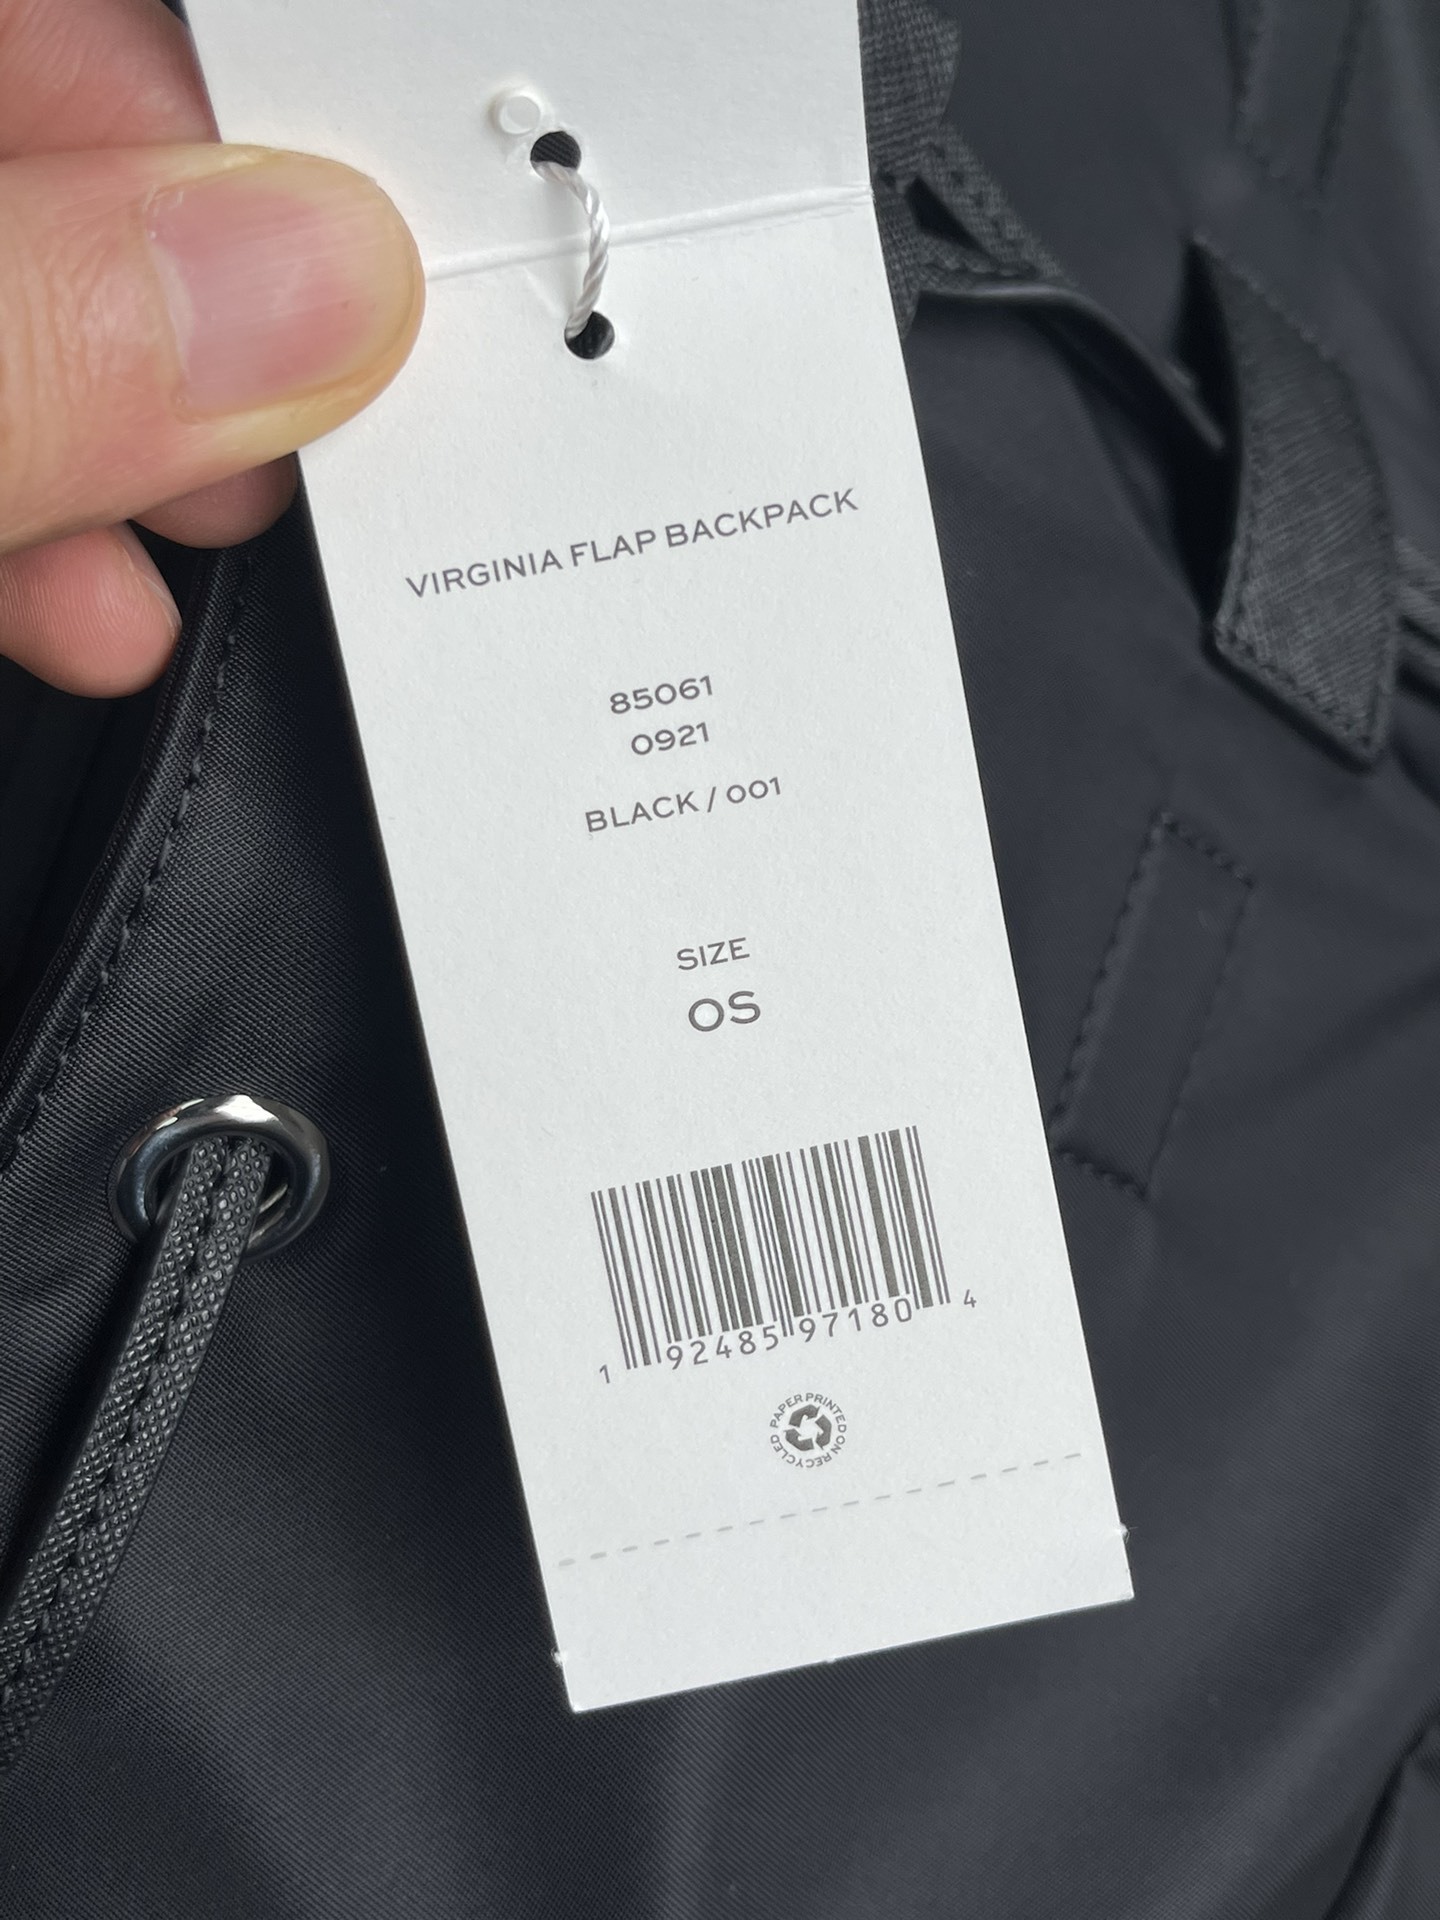 VIRGINIA FLAP BACKPACK
85061
0921
BLACK / 001
SIZE
OS
1 92485 97180 4
PAPER PRINTED ON RECYCLED